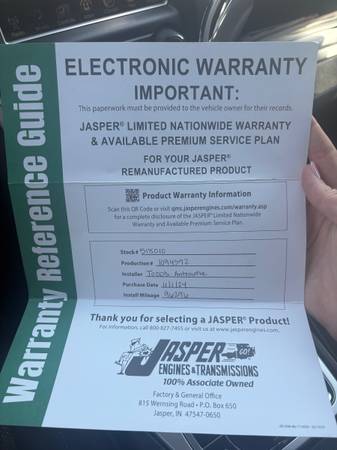 Warranty Reference Guide
ELECTRONIC WARRANTY
IMPORTANT:
This paperwork must be provided to the vehicle owner for their records.
JASPER® LIMITED NATIONWIDE WARRANTY
& AVAILABLE PREMIUM SERVICE PLAN
FOR YOUR JASPER®
REMANUFACTURED PRODUCT
Product Warranty Information
Scan this QR Code or visit qms.jasperengines.com/warranty.asp
for a complete disclosure of the JASPER® Limited Nationwide
Warranty and Available Premium Service Plan.
Stock#
Production#
Installer
Purchase Date 11/1/24
Install Mileage
Thank you for selecting a JASPER® Product!
For information, call 800-827-7455 or visit us at www.jasperengines.com.
JASPER GO!
ENGINES & TRANSMISSIONS
100% Associate Owned
Factory & General Office
815 Wernsing Road • P.O. Box 650
Jasper, IN 47547-0650